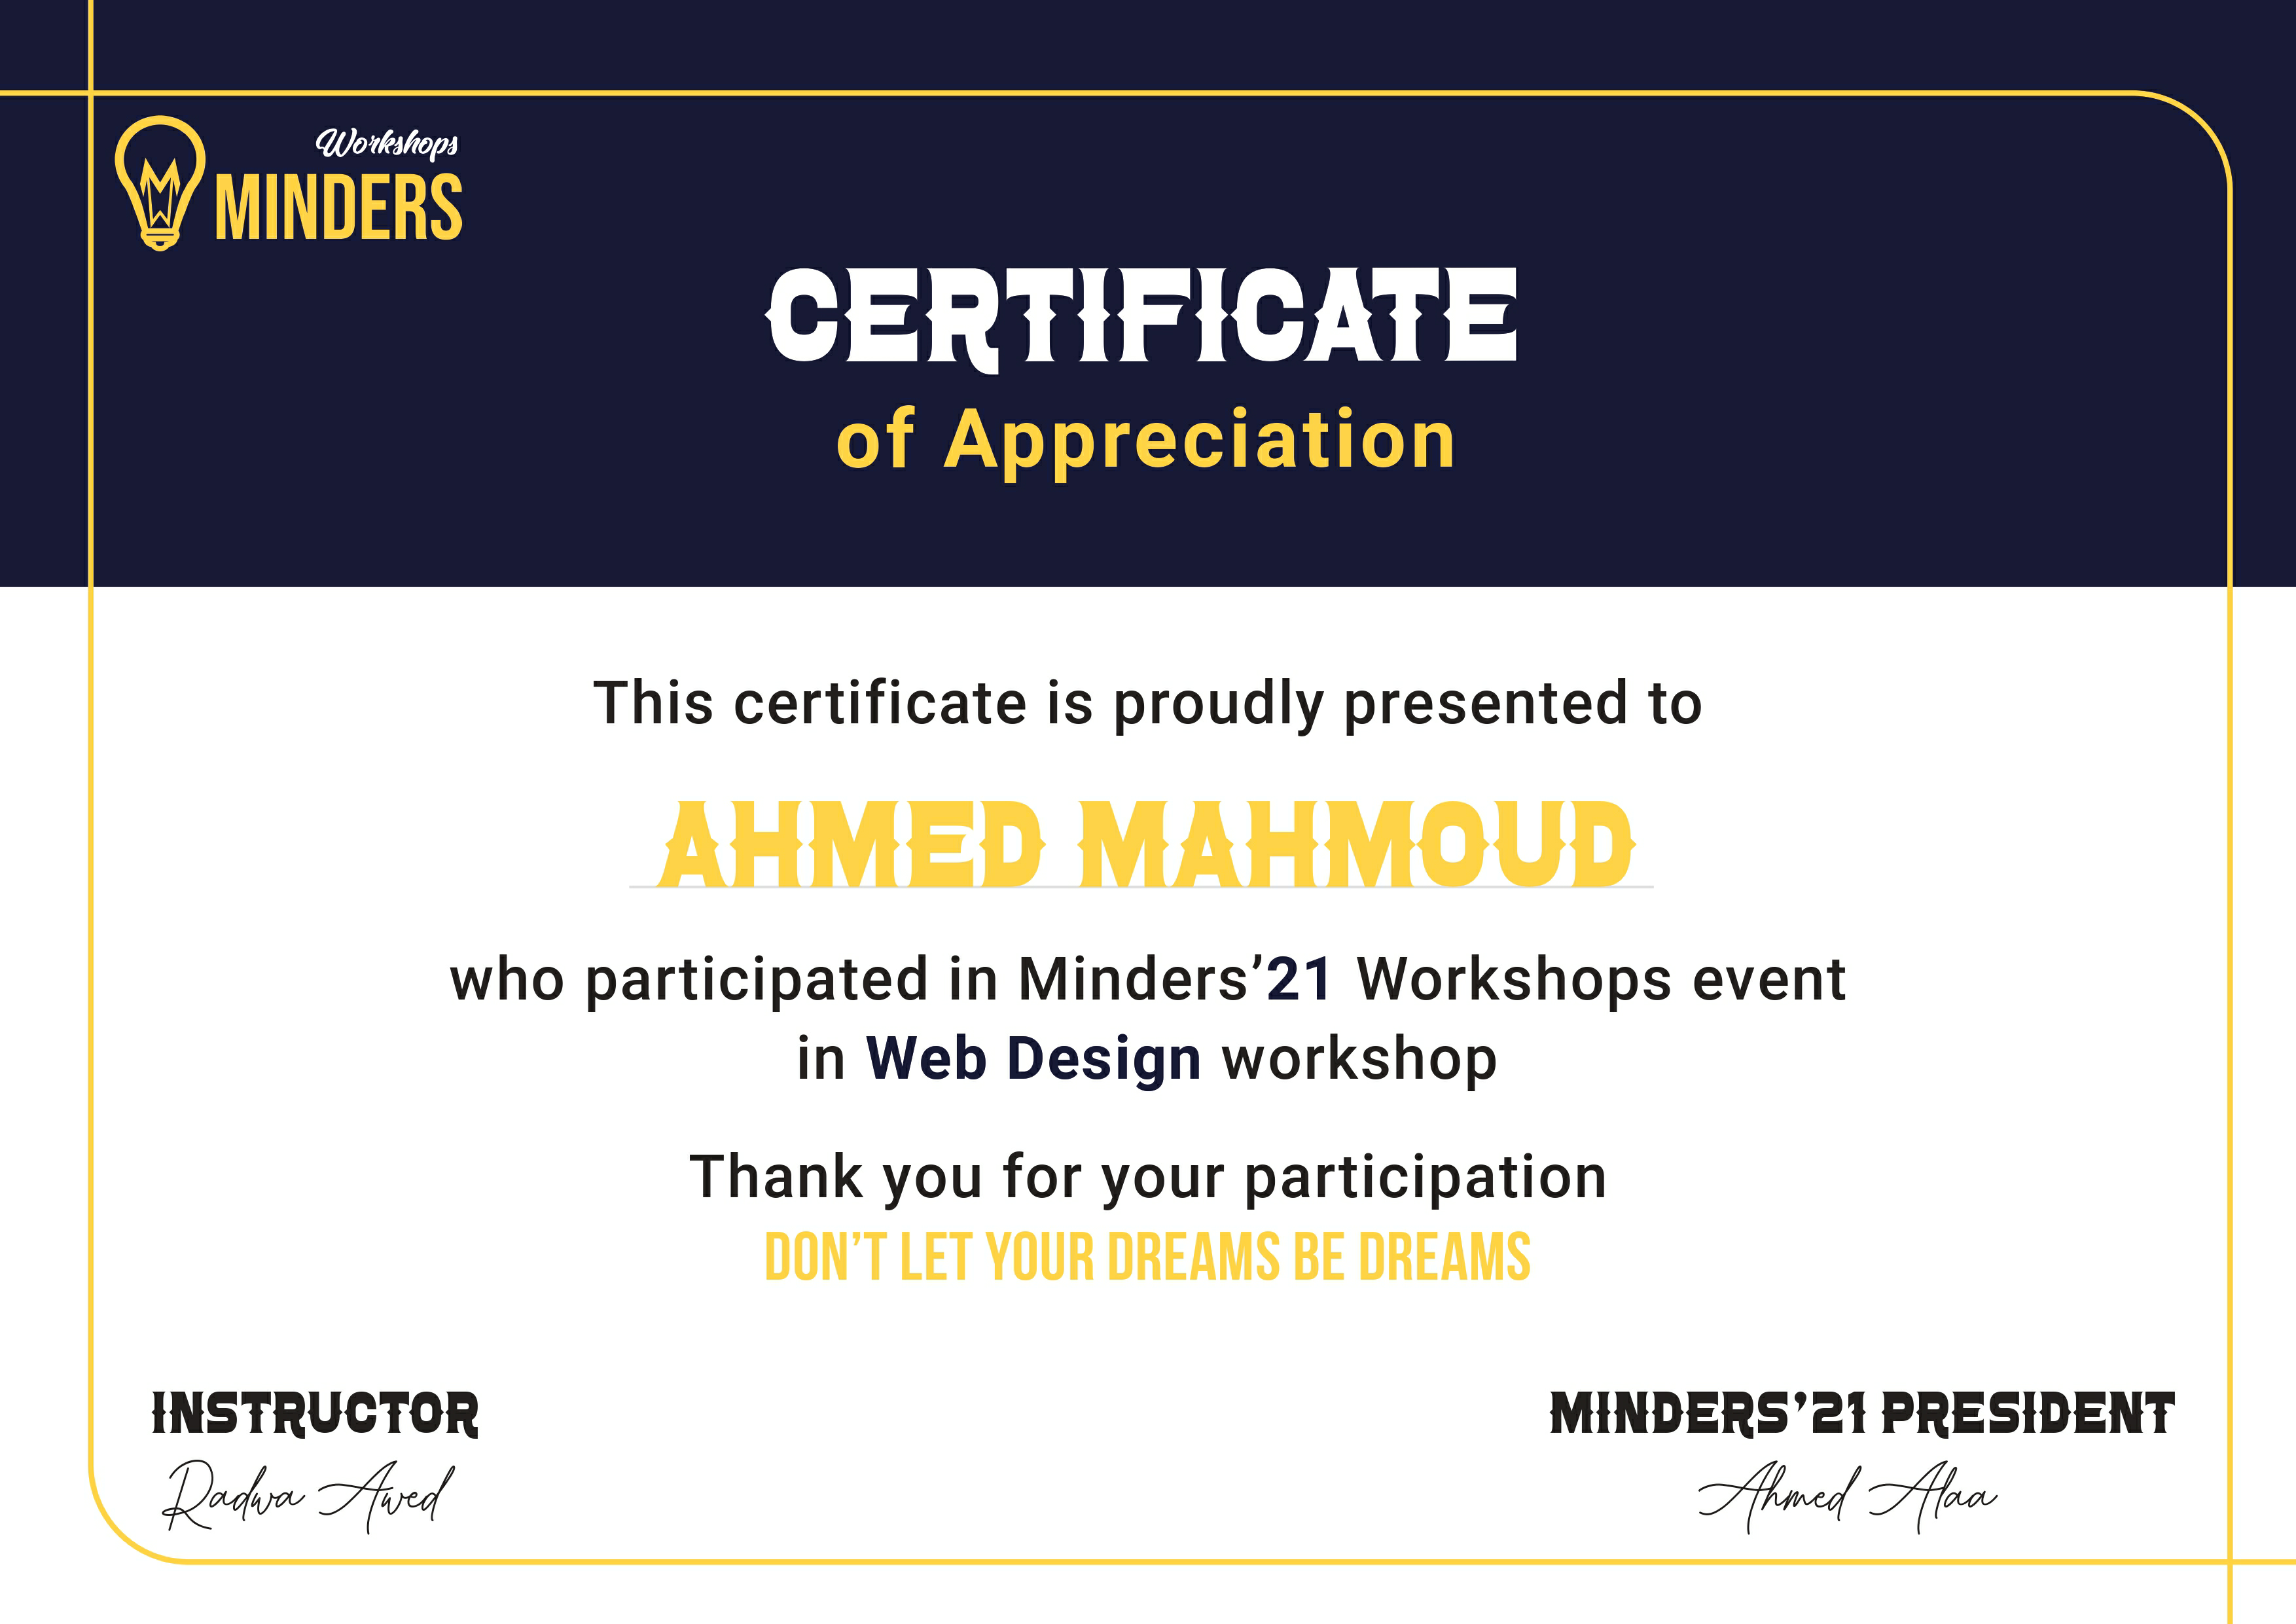 Workshops
MINDERS
CERTIFICATE
of Appreciation
This certificate is proudly presented to
AHMED MAHMOUD
who participated in Minders’21 Workshops event
in Web Design workshop
Thank you for your participation
DON’T LET YOUR DREAMS BE DREAMS
INSTRUCTOR
Radwa Awed
MINDERS’21 PRESIDENT
Ahmed Alaa